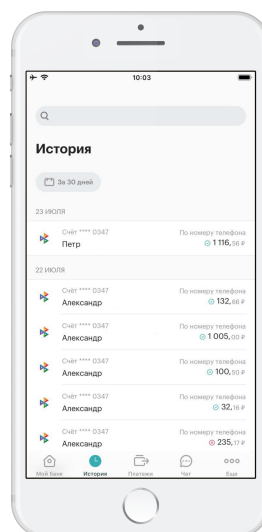 10:03
История
За 30 дней
23 ИЮЛЯ
Счёт **** 0347 По номеру телефона
Петр 1 116,56 ₽
22 ИЮЛЯ
Счёт **** 0347 По номеру телефона
Александр 132,66 ₽
Счёт **** 0347 По номеру телефона
Александр 1 005,00 ₽
Счёт **** 0347 По номеру телефона
Александр 100,50 ₽
Счёт **** 0347 По номеру телефона
Александр 32,16 ₽
Счёт **** 0347 По номеру телефона
Александр 235,17 ₽
Мой Банк История Платежи Чат Еще